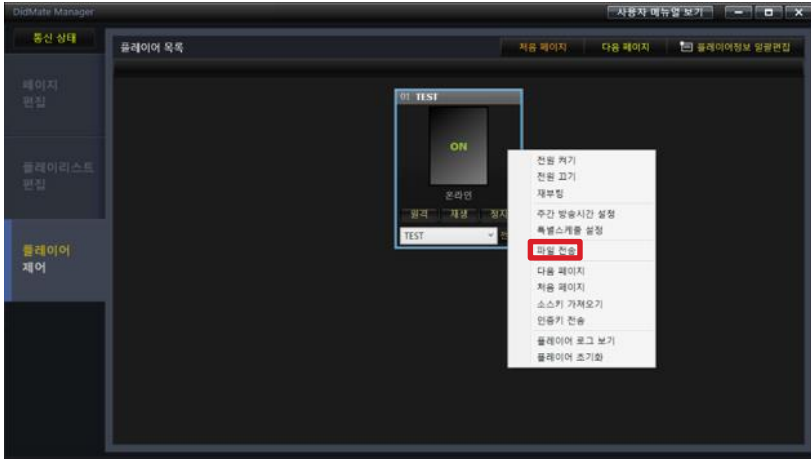 DidMate Manager
사용자 메뉴얼 보기
통신 상태
플레이어 목록
처음 페이지
다음 페이지
플레이어정보 일괄편집
페이지
편집
플레이리스트
편집
플레이어
제어
01 TEST
ON
온라인
원격
재생
정지
TEST
전원 켜기
전원 끄기
재부팅
주간 방송시간 설정
특별스케줄 설정
파일 전송
다음 페이지
처음 페이지
소스키 가져오기
인증키 전송
플레이어 로그 보기
플레이어 초기화